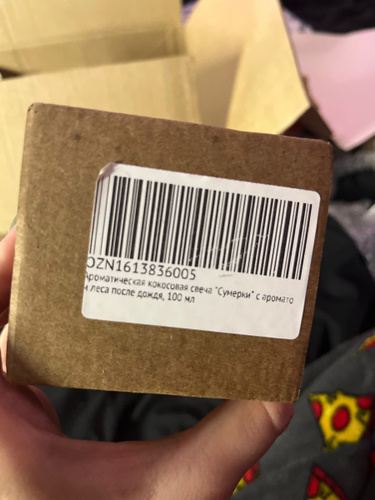 OZN1613836005
Ароматическая кокосовая свеча "Сумерки" с аромато
м леса после дождя, 100 мл